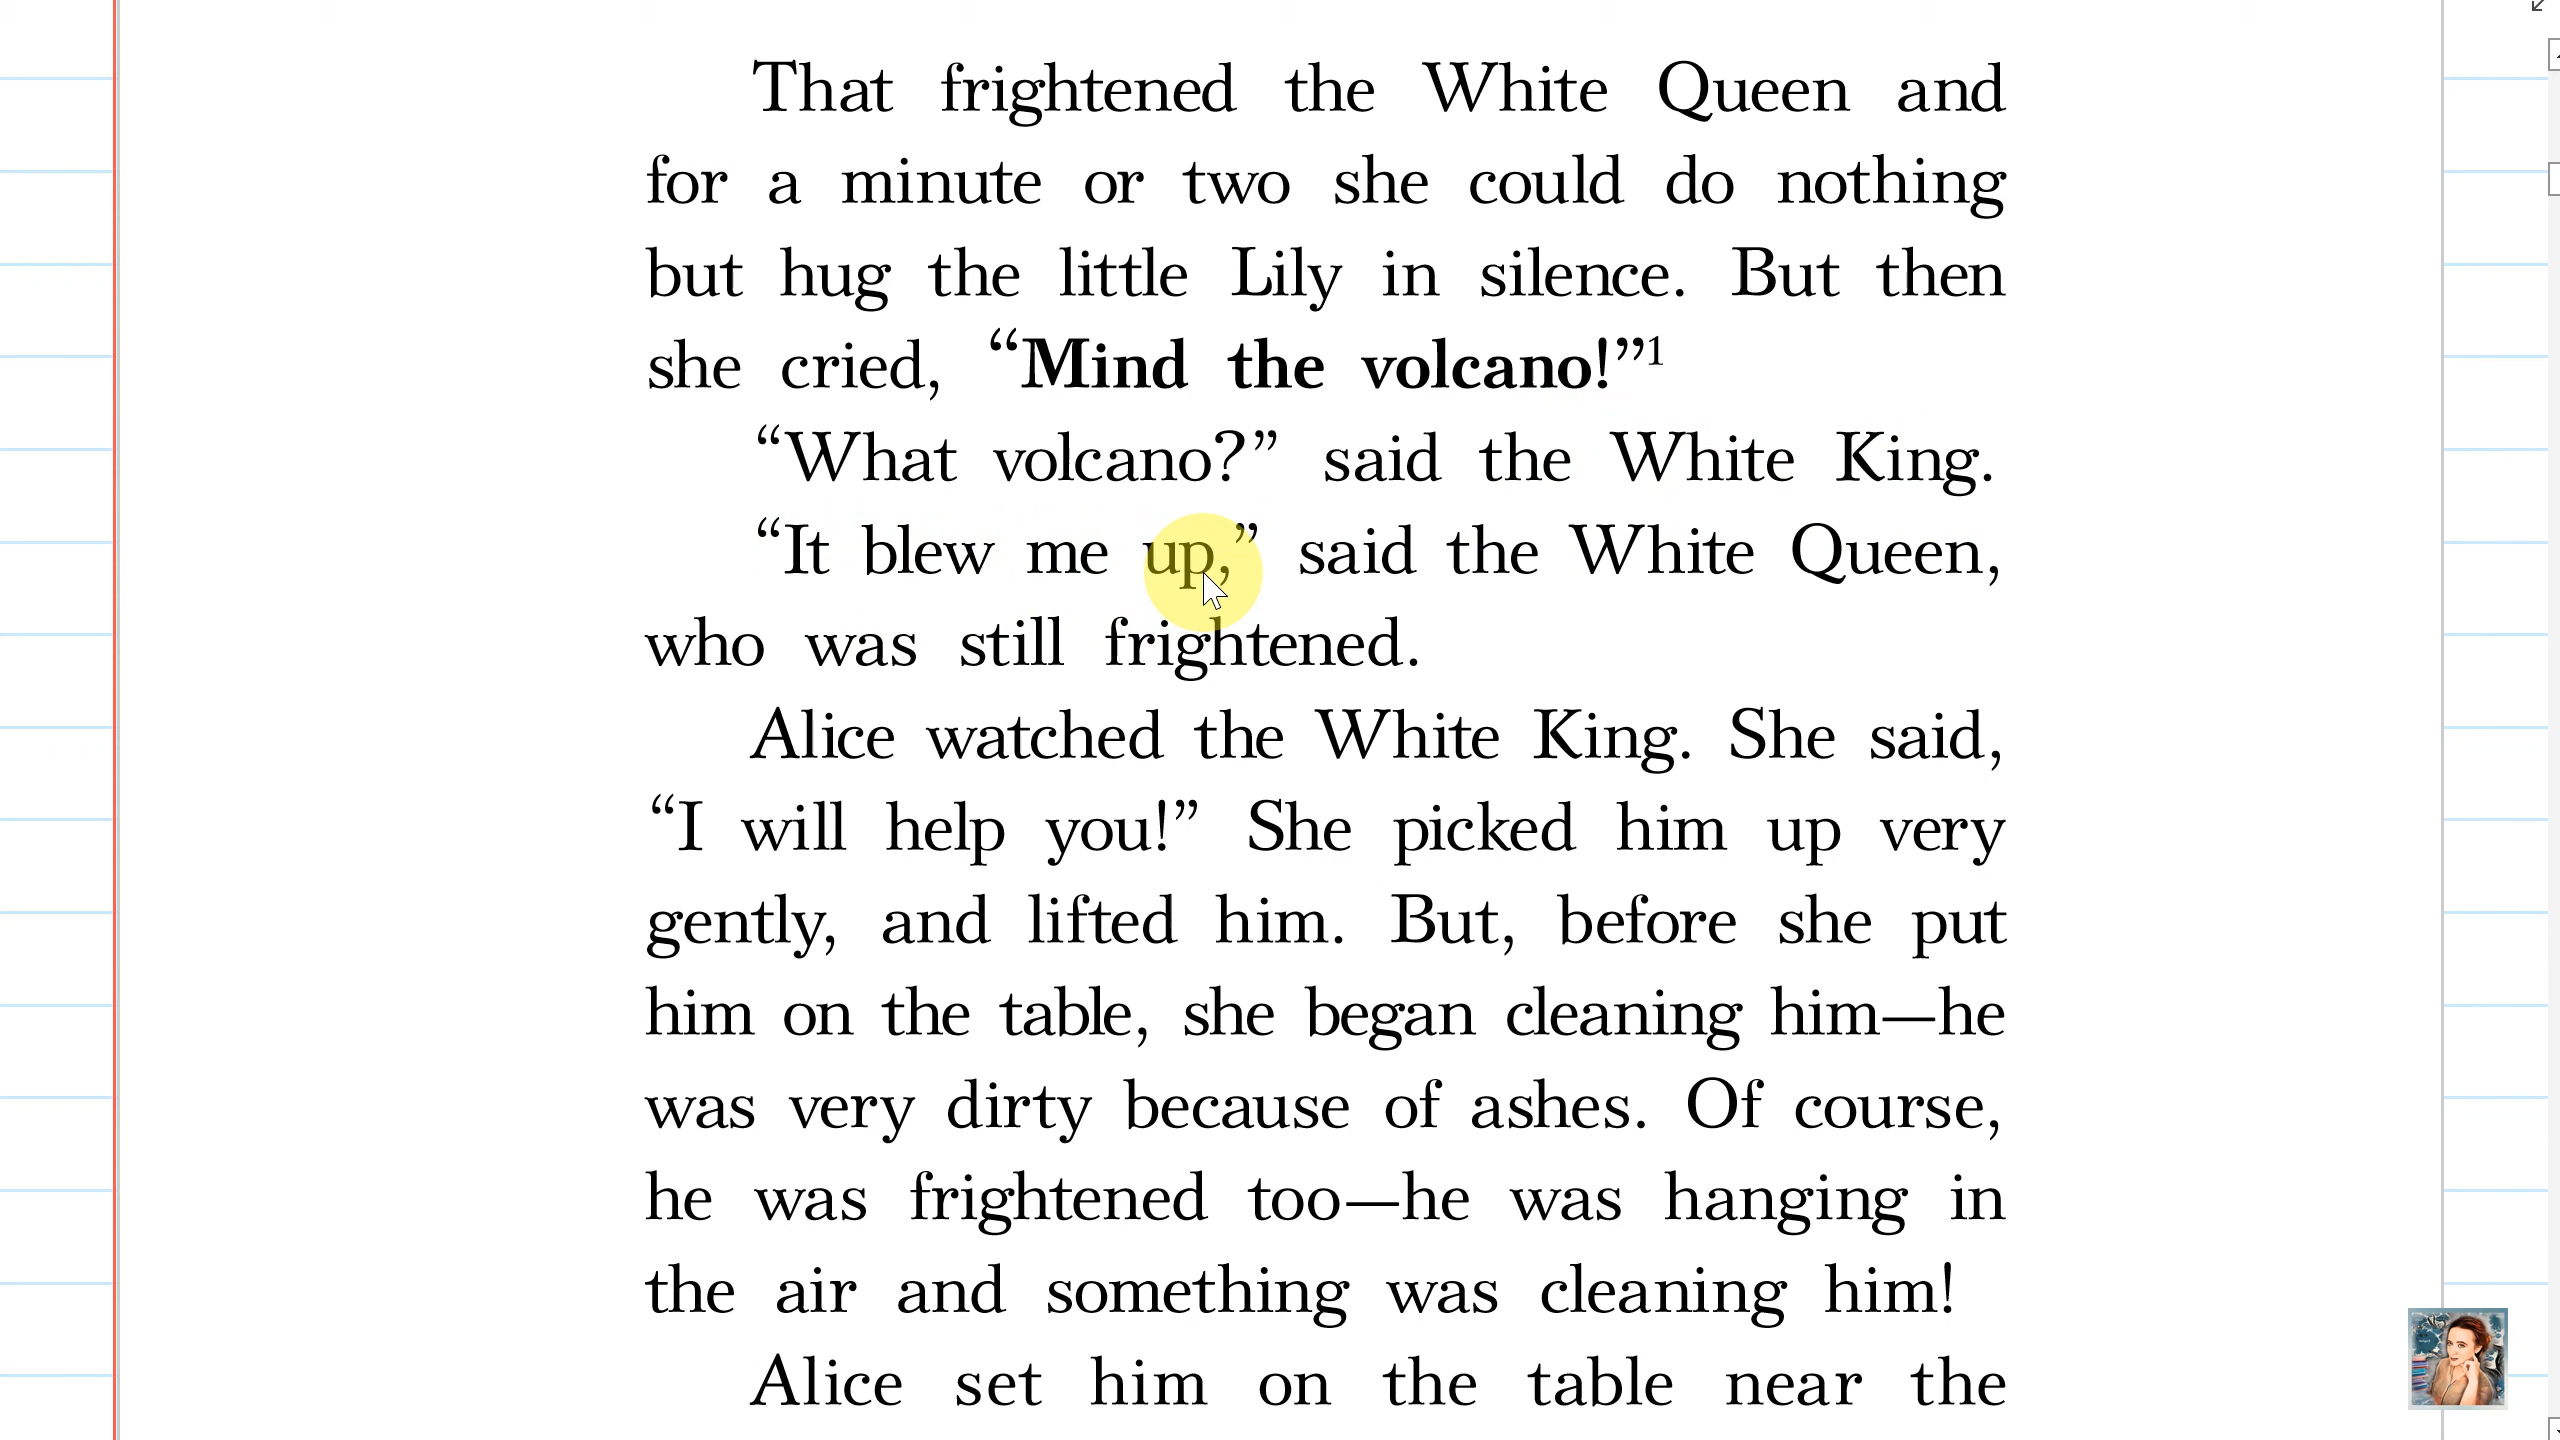 That frightened the White Queen and
for a minute or two she could do nothing
but hug the little Lily in silence. But then
she cried, “Mind the volcano!”¹
“What volcano?” said the White King.
“It blew me up,” said the White Queen,
who was still frightened.
Alice watched the White King. She said,
“I will help you!” She picked him up very
gently, and lifted him. But, before she put
him on the table, she began cleaning him—he
was very dirty because of ashes. Of course,
he was frightened too—he was hanging in
the air and something was cleaning him!
Alice set him on the table near the